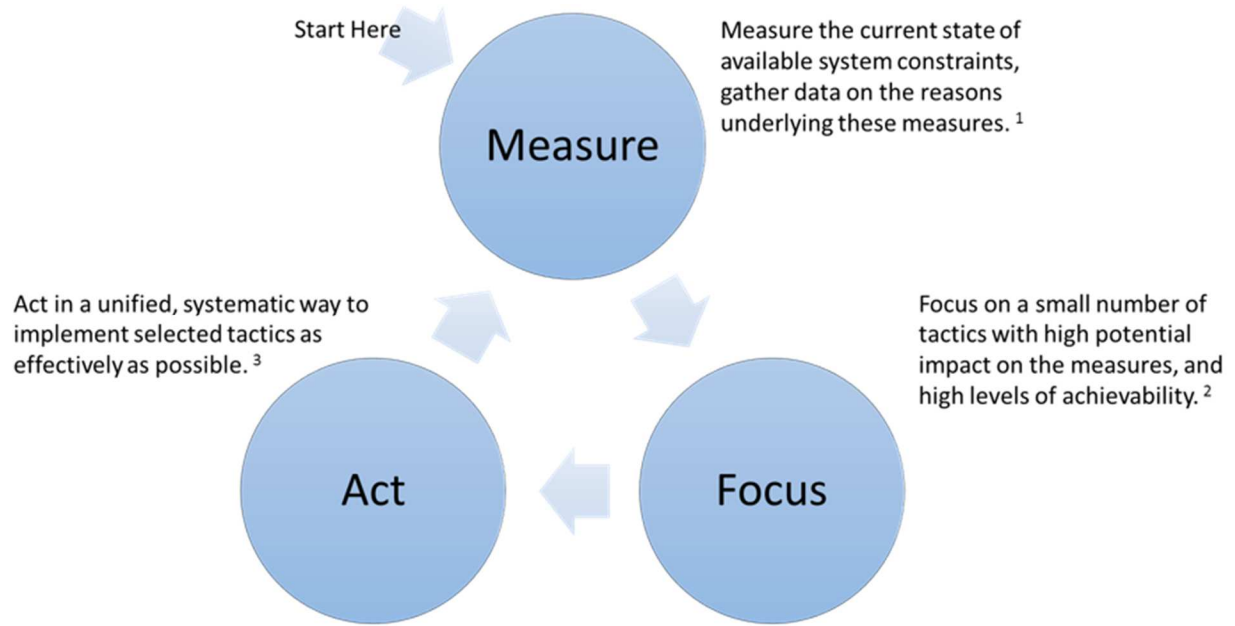 Start Here
Measure
Measure the current state of
available system constraints,
gather data on the reasons
underlying these measures. ¹
Act in a unified, systematic way to
implement selected tactics as
effectively as possible. ³
Focus on a small number of
tactics with high potential
impact on the measures, and
high levels of achievability. ²
Act
Focus